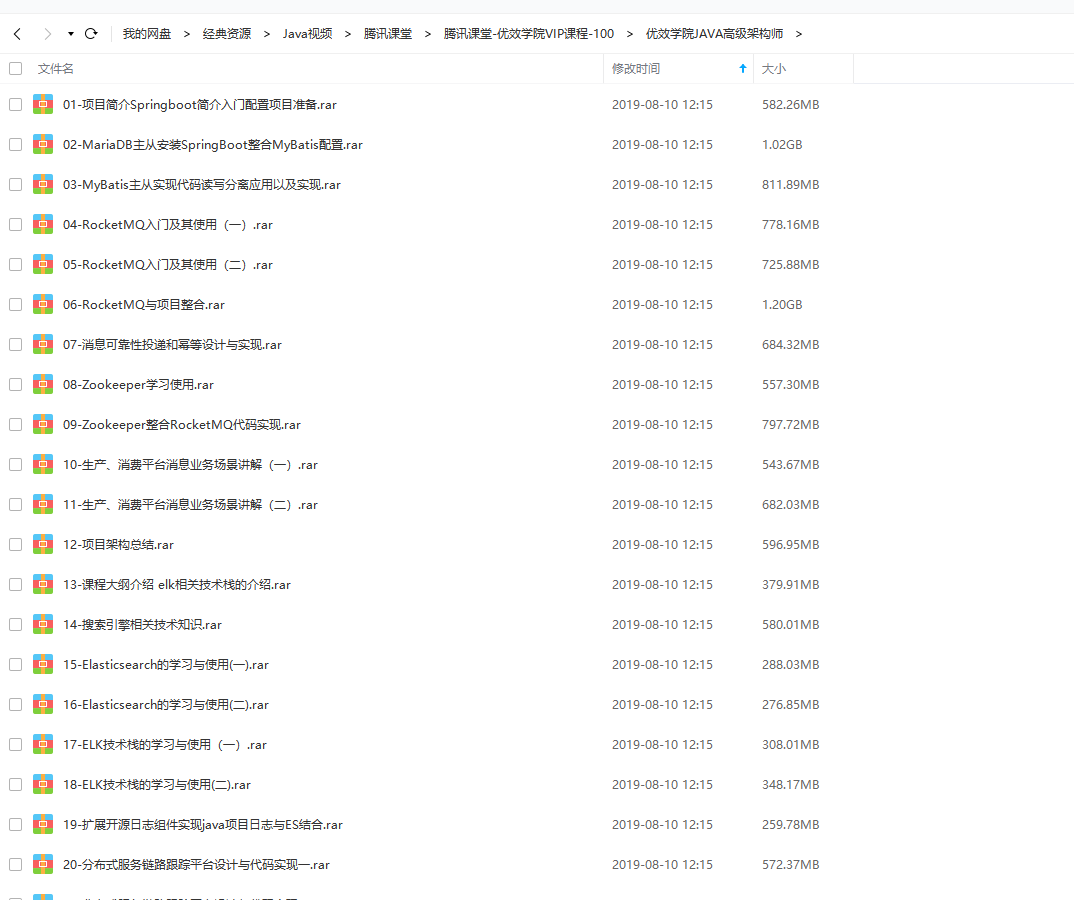 我的网盘 > 经典资源 > Java视频 > 腾讯课堂 > 腾讯课堂-优效学院VIP课程-100 > 优效学院JAVA高级架构师 >
文件名 修改时间 大小
01-项目简介Springboot简介入门配置项目准备.rar 2019-08-10 12:15 582.26MB
02-MariaDB主从安装SpringBoot整合MyBatis配置.rar 2019-08-10 12:15 1.02GB
03-MyBatis主从实现代码读写分离应用以及实现.rar 2019-08-10 12:15 811.89MB
04-RocketMQ入门及其使用（一）.rar 2019-08-10 12:15 778.16MB
05-RocketMQ入门及其使用（二）.rar 2019-08-10 12:15 725.88MB
06-RocketMQ与项目整合.rar 2019-08-10 12:15 1.20GB
07-消息可靠性投递和幂等设计与实现.rar 2019-08-10 12:15 684.32MB
08-Zookeeper学习使用.rar 2019-08-10 12:15 557.30MB
09-Zookeeper整合RocketMQ代码实现.rar 2019-08-10 12:15 797.72MB
10-生产、消费平台消息业务场景讲解（一）.rar 2019-08-10 12:15 543.67MB
11-生产、消费平台消息业务场景讲解（二）.rar 2019-08-10 12:15 682.03MB
12-项目架构总结.rar 2019-08-10 12:15 596.95MB
13-课程大纲介绍 elk相关技术栈的介绍.rar 2019-08-10 12:15 379.91MB
14-搜索引擎相关技术知识.rar 2019-08-10 12:15 580.01MB
15-Elasticsearch的学习与使用(一).rar 2019-08-10 12:15 288.03MB
16-Elasticsearch的学习与使用(二).rar 2019-08-10 12:15 276.85MB
17-ELK技术栈的学习与使用（一）.rar 2019-08-10 12:15 308.01MB
18-ELK技术栈的学习与使用(二).rar 2019-08-10 12:15 348.17MB
19-扩展开源日志组件实现java项目日志与ES结合.rar 2019-08-10 12:15 259.78MB
20-分布式服务链路跟踪平台设计与代码实现一.rar 2019-08-10 12:15 572.37MB